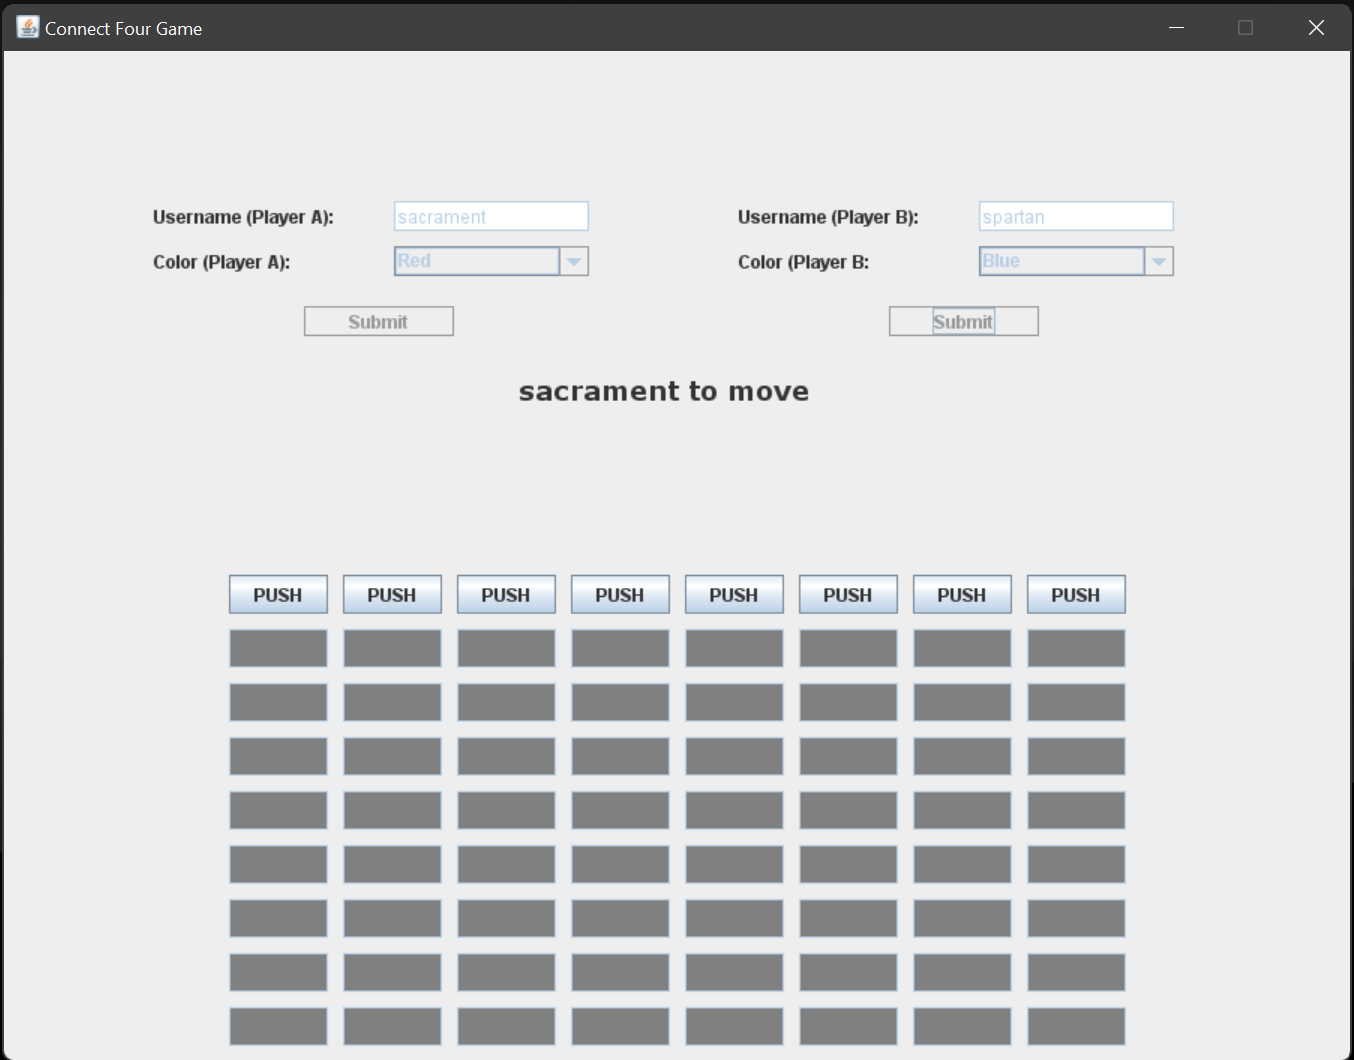 Connect Four Game
Username (Player A): sacrament Username (Player B): spartan
Color (Player A): Red Color (Player B: Blue
Submit Submit
sacrament to move
PUSH PUSH PUSH PUSH PUSH PUSH PUSH PUSH